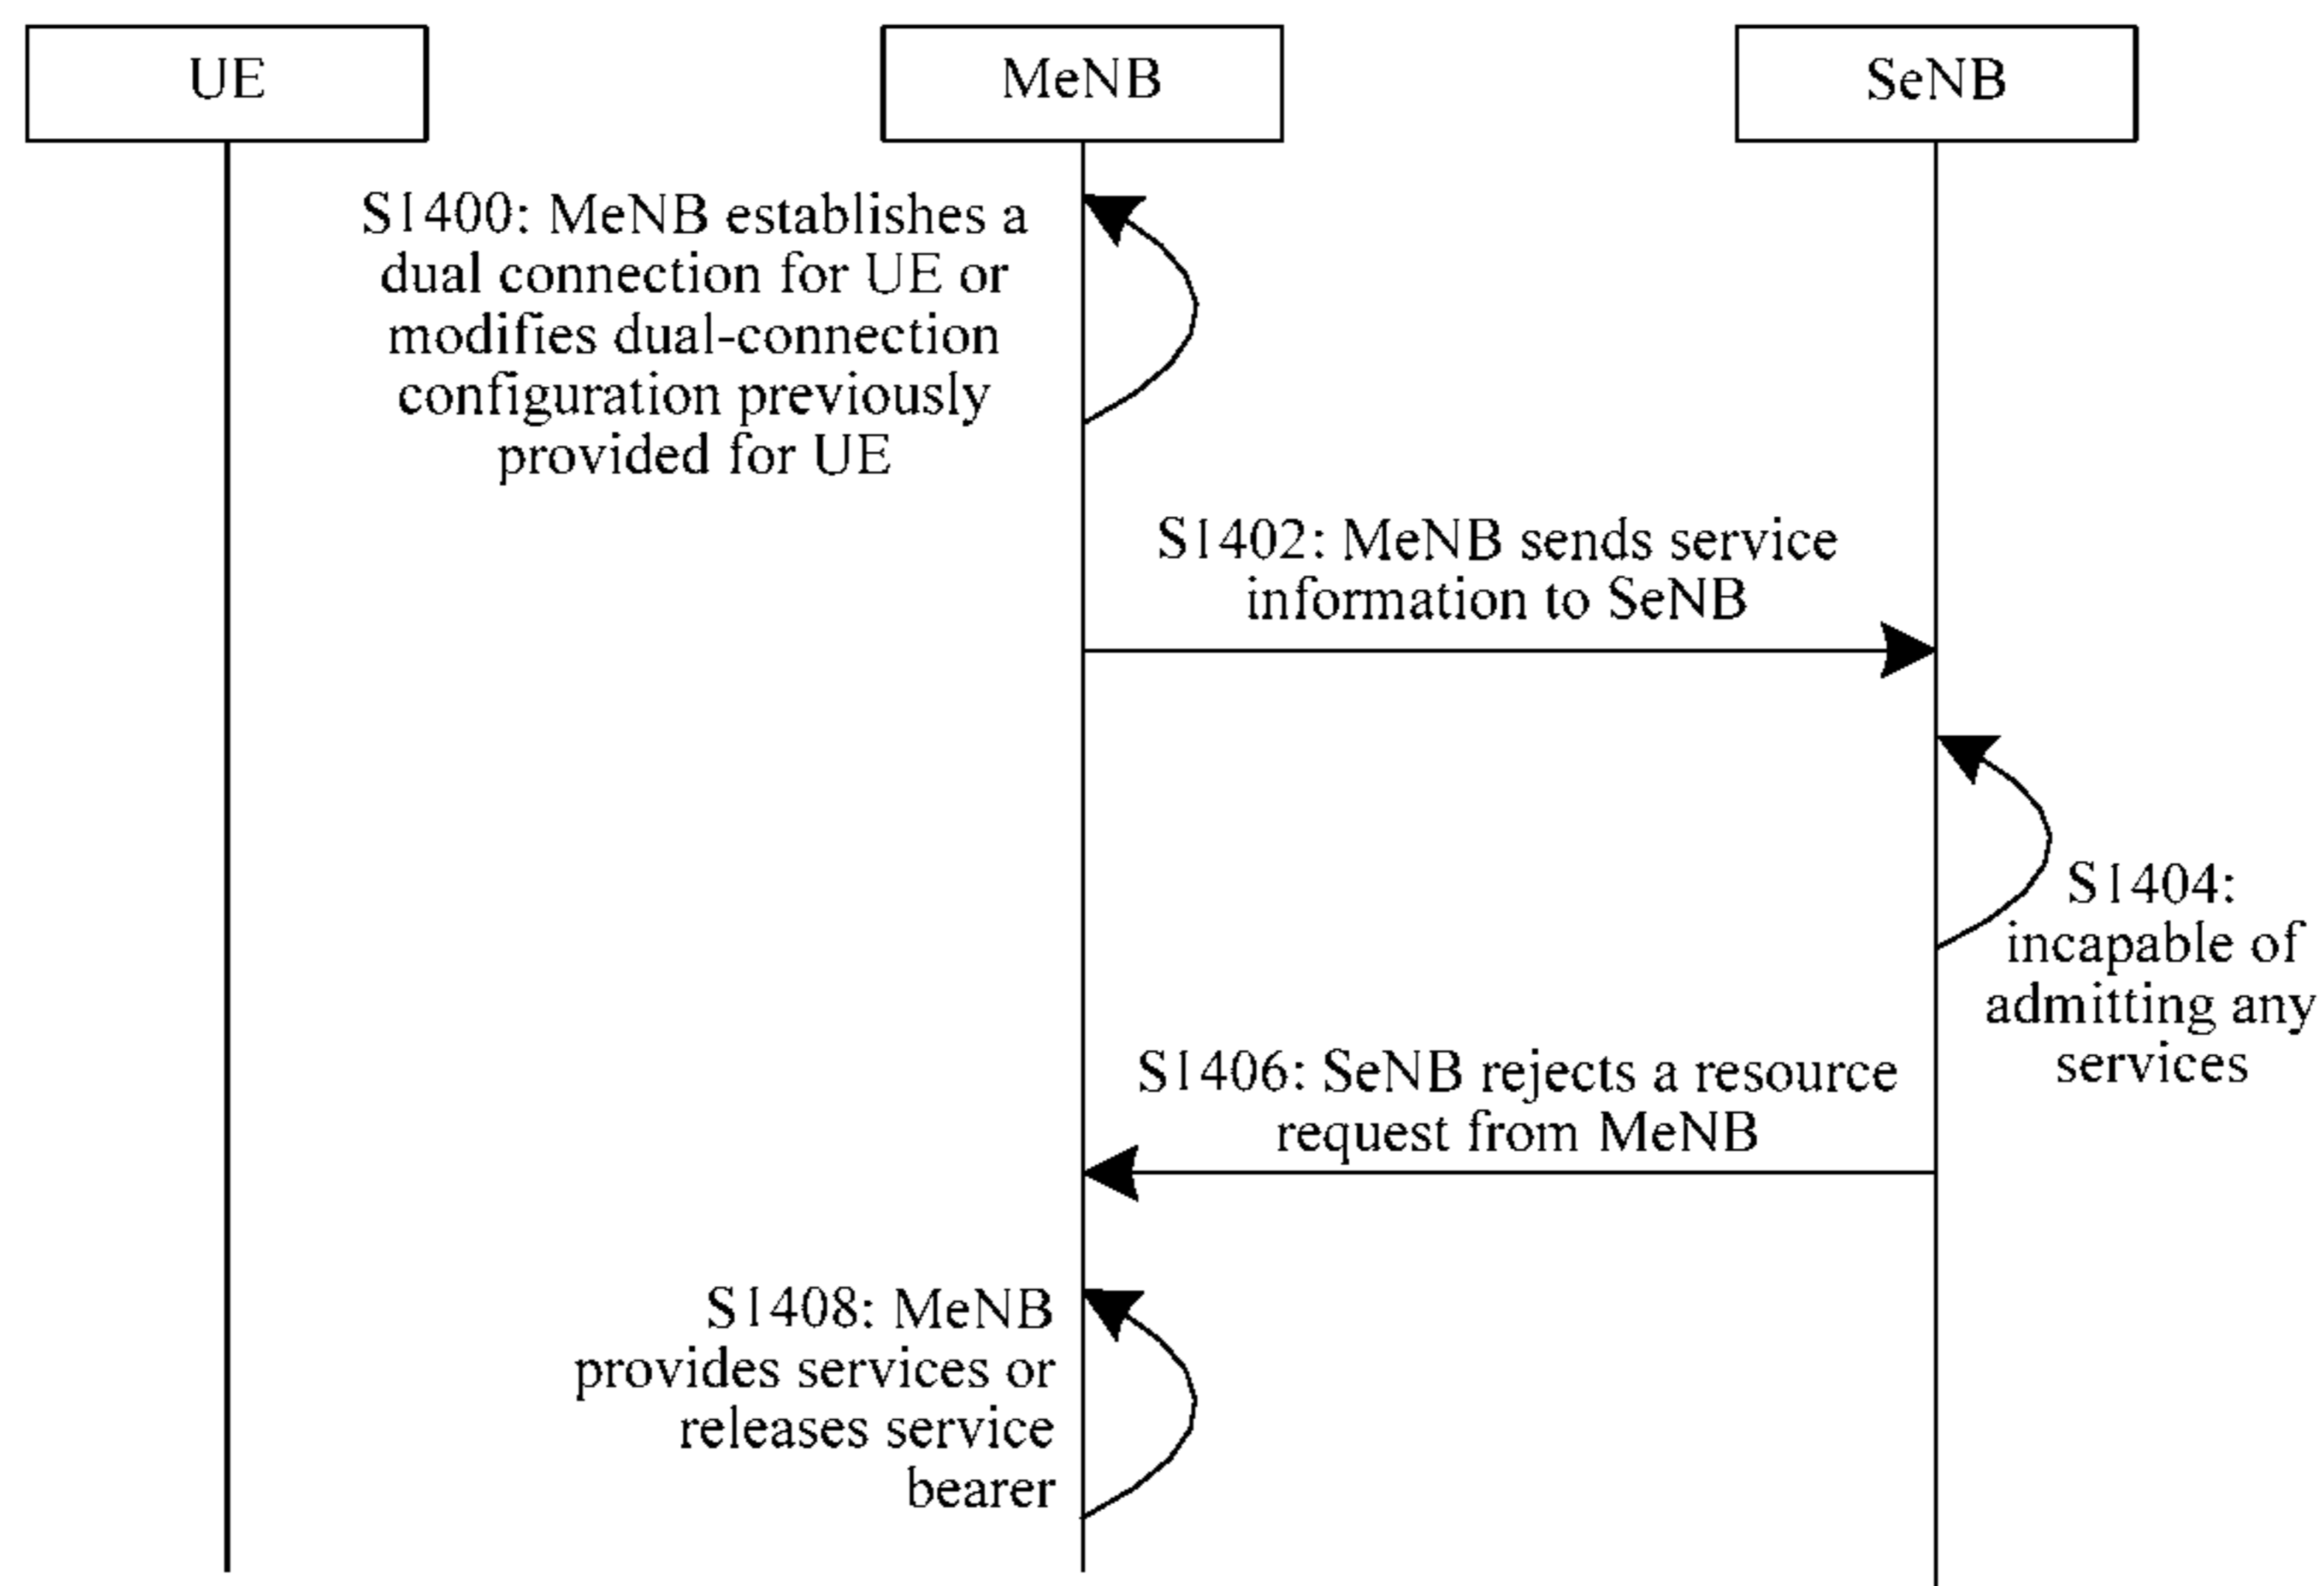 UE
MeNB
SeNB
S1400: MeNB establishes a
dual connection for UE or
modifies dual-connection
configuration previously
provided for UE
S1402: MeNB sends service
information to SeNB
S1404:
incapable of
admitting any
services
S1406: SeNB rejects a resource
request from MeNB
S1408: MeNB
provides services or
releases service
bearer